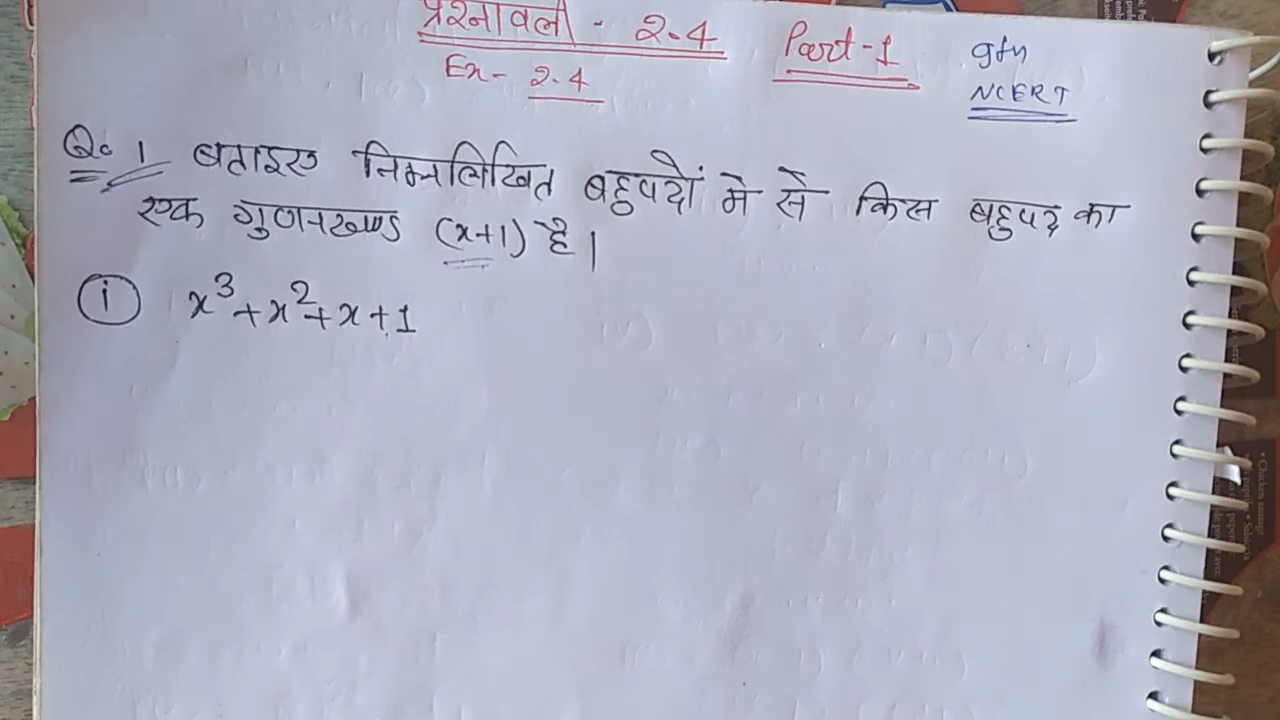 प्रश्नावली - 2.4 Part-1 9th
Ex- 2.4 NCERT
Q. 1 बताइए निम्नलिखित बहुपदों मे से किस बहुपद का
एक गुणनखण्ड (x+1) है।
(i) x³+x²+x+1